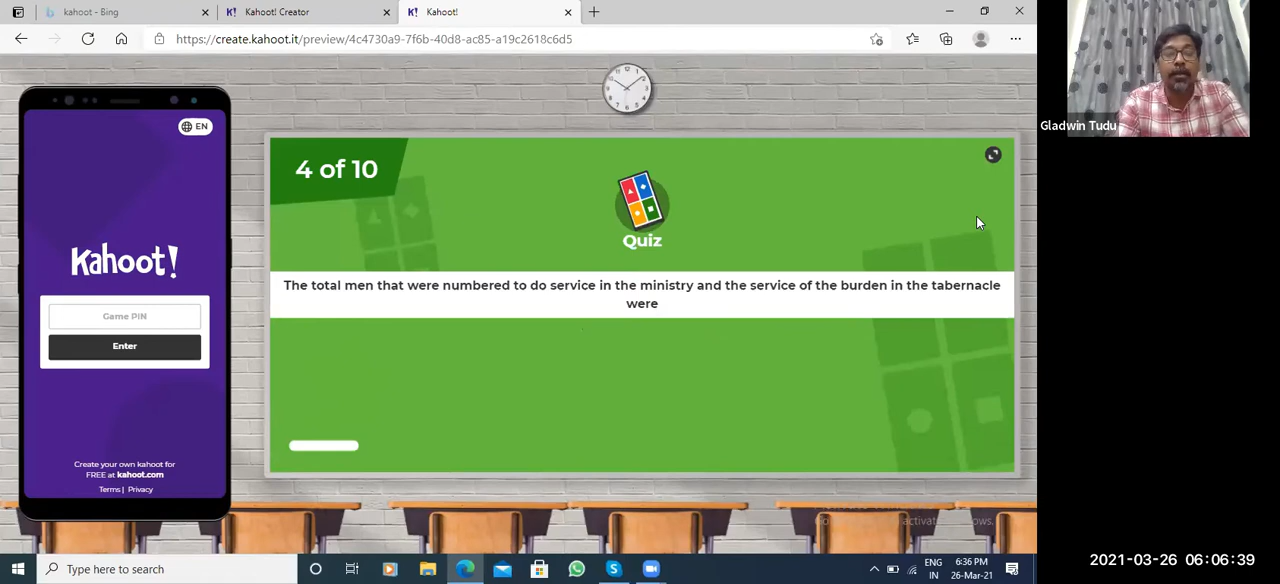 kahoot - Bing
Kahoot! Creator
Kahoot!
https://create.kahoot.it/preview/4c4730a9-7f6b-40d8-ac85-a19c2618c6d5
Gladwin Tudu
EN
Kahoot!
Game PIN
Enter
Create your own kahoot for
FREE at kahoot.com
Terms | Privacy
4 of 10
Quiz
The total men that were numbered to do service in the ministry and the service of the burden in the tabernacle
were
Type here to search
ENG
IN
6:36 PM
26-Mar-21
2021-03-26 06:06:39